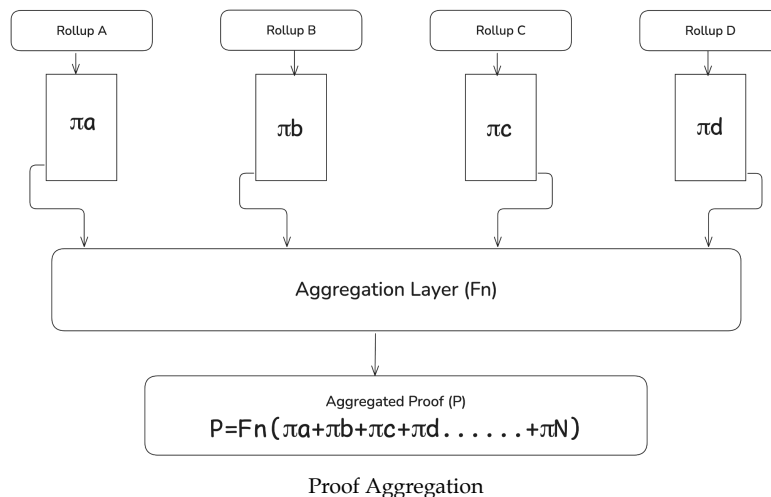 Rollup A
Rollup B
Rollup C
Rollup D
πa
πb
πc
πd
Aggregation Layer (Fn)
Aggregated Proof (P)
P=Fn(πa+πb+πc+πd......+πN)
Proof Aggregation